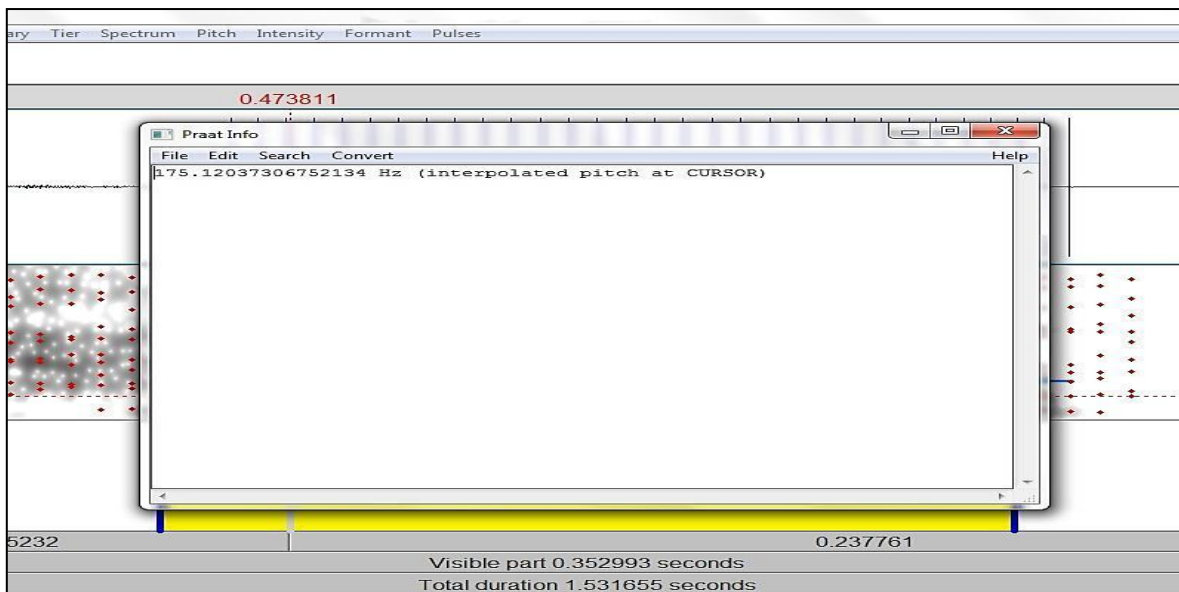 ary Tier Spectrum Pitch Intensity Formant Pulses
0.473811
Praat Info
File Edit Search Convert Help
175.12037306752134 Hz (interpolated pitch at CURSOR)
5232 0.237761
Visible part 0.352993 seconds
Total duration 1.531655 seconds